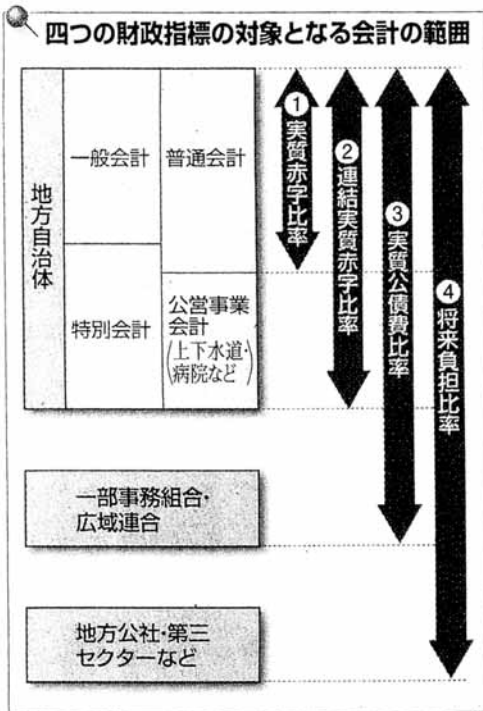 四つの財政指標の対象となる会計の範囲
地方自治体
一般会計
普通会計
特別会計
公営事業
会計
(上下水道・
病院など)
①実質赤字比率
②連結実質赤字比率
③実質公債費比率
④将来負担比率
一部事務組合・
広域連合
地方公社・第三
セクターなど